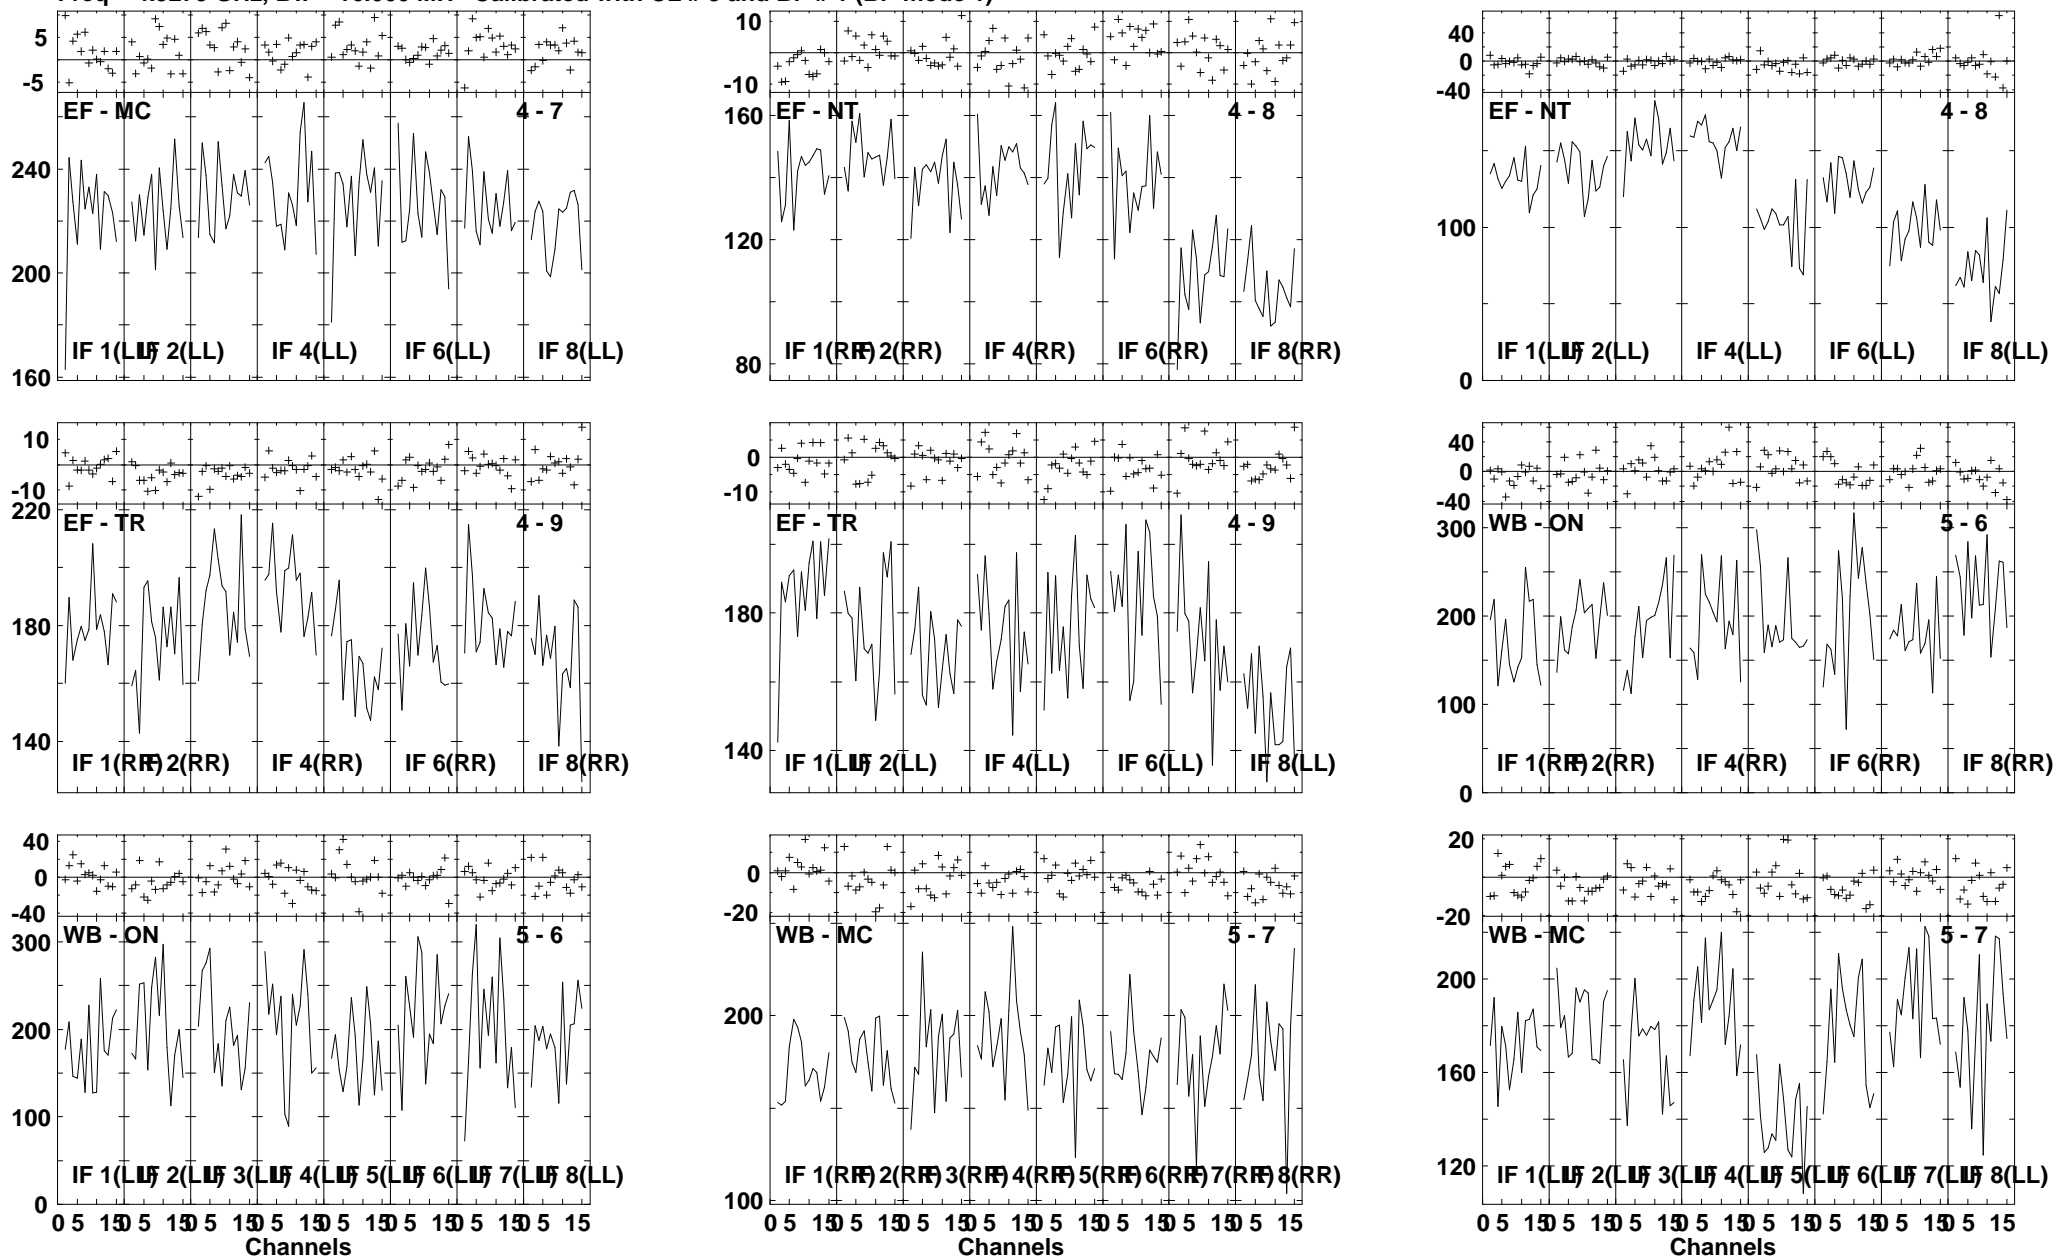 5
-5
EF - MC
4 - 7
240
200
160
IF 1(LL) IF 2(LL) IF 4(LL) IF 6(LL) IF 8(LL)
10
-10
EF - NT
4 - 8
160
120
80
IF 1(RR) IF 2(RR) IF 4(RR) IF 6(RR) IF 8(RR)
40
0
-40
EF - NT
4 - 8
100
0
IF 1(LL) IF 2(LL) IF 4(LL) IF 6(LL) IF 8(LL)
10
-10
EF - TR
4 - 9
220
180
140
IF 1(RR) IF 2(RR) IF 4(RR) IF 6(RR) IF 8(RR)
0
-10
EF - TR
4 - 9
180
140
IF 1(LL) IF 2(LL) IF 4(LL) IF 6(LL) IF 8(LL)
40
0
-40
WB - ON
5 - 6
300
200
100
0
IF 1(RR) IF 2(RR) IF 4(RR) IF 6(RR) IF 8(RR)
40
0
-40
WB - ON
5 - 6
300
200
100
0
IF 1(LL) IF 2(LL) IF 3(LL) IF 4(LL) IF 5(LL) IF 6(LL) IF 7(LL) IF 8(LL)
0 5 15 0 5 15 0 5 15 0 5 15 0 5 15 0 5 15 0 5 15 0 5 15
Channels
0
-20
WB - MC
5 - 7
200
100
IF 1(RR) IF 2(RR) IF 3(RR) IF 4(RR) IF 5(RR) IF 6(RR) IF 7(RR) IF 8(RR)
0 5 15 0 5 15 0 5 15 0 5 15 0 5 15 0 5 15 0 5 15 0 5 15
Channels
20
0
-20
WB - MC
5 - 7
200
160
120
IF 1(LL) IF 2(LL) IF 3(LL) IF 4(LL) IF 5(LL) IF 6(LL) IF 7(LL) IF 8(LL)
0 5 15 0 5 15 0 5 15 0 5 15 0 5 15 0 5 15 0 5 15 0 5 15
Channels